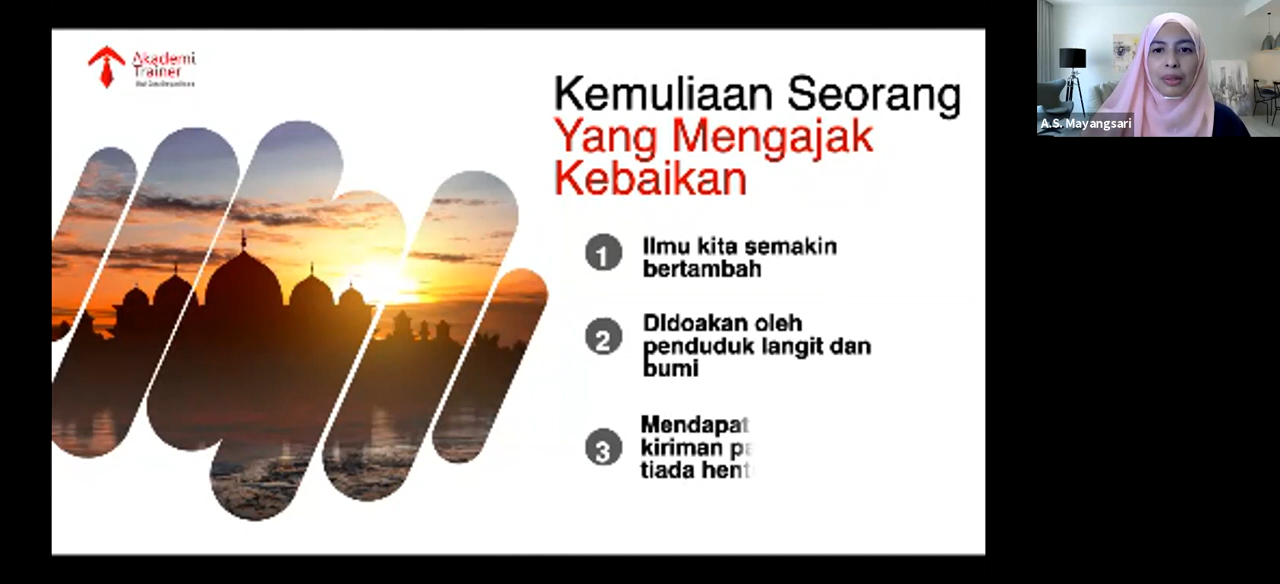 Akademi
Trainer
Kemuliaan Seorang
Yang Mengajak
Kebaikan
1
Ilmu kita semakin
bertambah
2
Didoakan oleh
penduduk langit dan
bumi
3
Mendapat
kiriman
tiada hent
A.S. Mayangsari